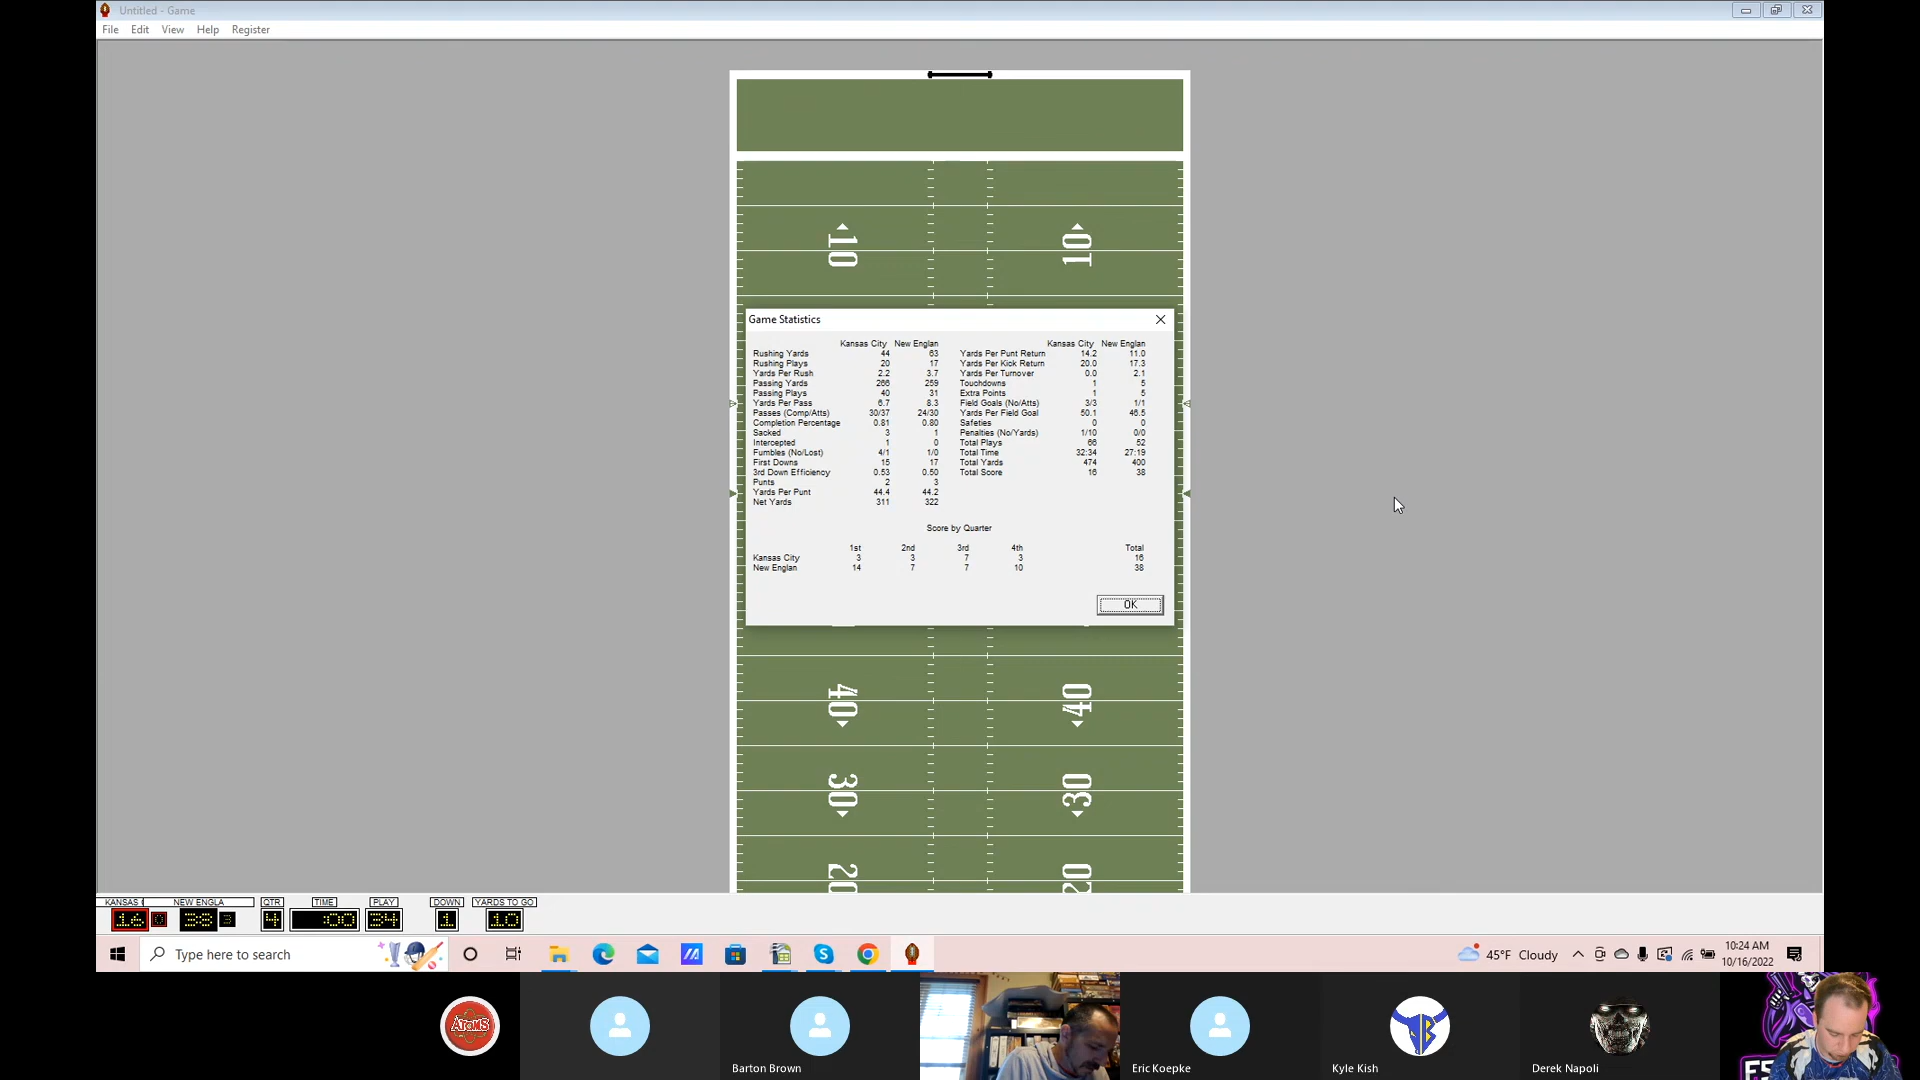 Untitled - Game
File Edit View Help Register
10 10
Game Statistics
Kansas City New Englan Kansas City New Englan
Rushing Yards 44 63 Yards Per Punt Return 14.2 11.0
Rushing Plays 20 17 Yards Per Kick Return 20.0 17.3
Yards Per Rush 2.2 3.7 Yards Per Turnover 0.0 2.1
Passing Yards 266 259 Touchdowns 1 5
Passing Plays 40 31 Extra Points 1 5
Yards Per Pass 6.7 8.3 Field Goals (No/Atts) 3/3 1/1
Passes (Comp/Atts) 30/37 24/30 Yards Per Field Goal 50.1 46.5
Completion Percentage 0.81 0.80 Safeties 0 0
Sacked 3 1 Penalties (No/Yards) 1/10 0/0
Intercepted 1 0 Total Plays 66 52
Fumbles (No/Lost) 4/1 1/0 Total Time 32:34 27:19
First Downs 15 17 Total Yards 474 400
3rd Down Efficiency 0.53 0.50 Total Score 16 38
Punts 2 3
Yards Per Punt 44.4 44.2
Net Yards 311 322
Score by Quarter
1st 2nd 3rd 4th Total
Kansas City 3 3 7 3 16
New Englan 14 7 7 10 38
OK
40 40
30 30
20 20
KANSAS NEW ENGLA QTR TIME PLAY DOWN YARDS TO GO
16 0 38 3 4 :00 34 1 10
Type here to search 45°F Cloudy 10:24 AM
10/16/2022
ATOMS
Barton Brown Eric Koepke Kyle Kish Derek Napoli